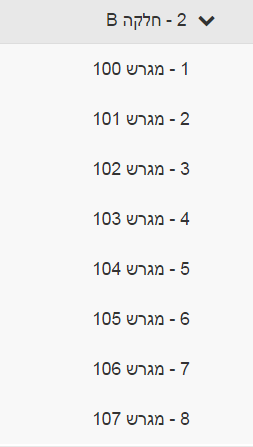 2 - חלקה B
1 - מגרש 100
2 - מגרש 101
3 - מגרש 102
4 - מגרש 103
5 - מגרש 104
6 - מגרש 105
7 - מגרש 106
8 - מגרש 107